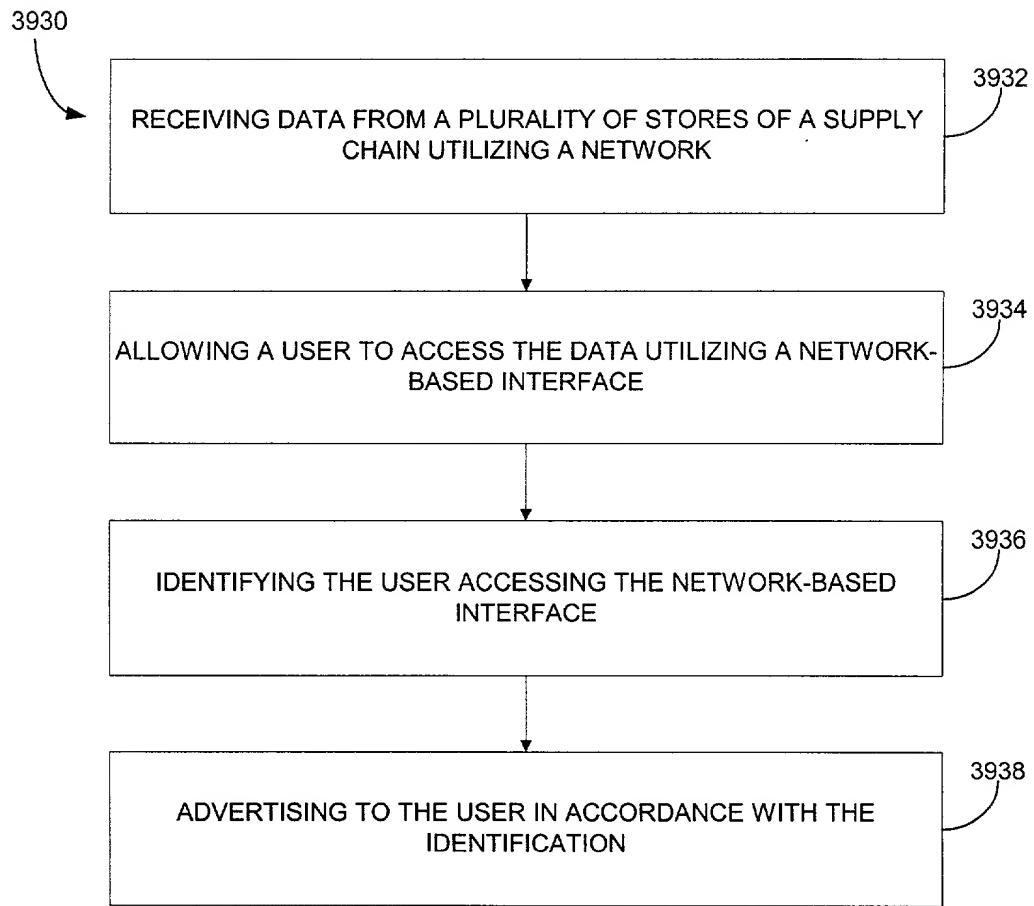 3930
3932
RECEIVING DATA FROM A PLURALITY OF STORES OF A SUPPLY
CHAIN UTILIZING A NETWORK
3934
ALLOWING A USER TO ACCESS THE DATA UTILIZING A NETWORK-
BASED INTERFACE
3936
IDENTIFYING THE USER ACCESSING THE NETWORK-BASED
INTERFACE
3938
ADVERTISING TO THE USER IN ACCORDANCE WITH THE
IDENTIFICATION